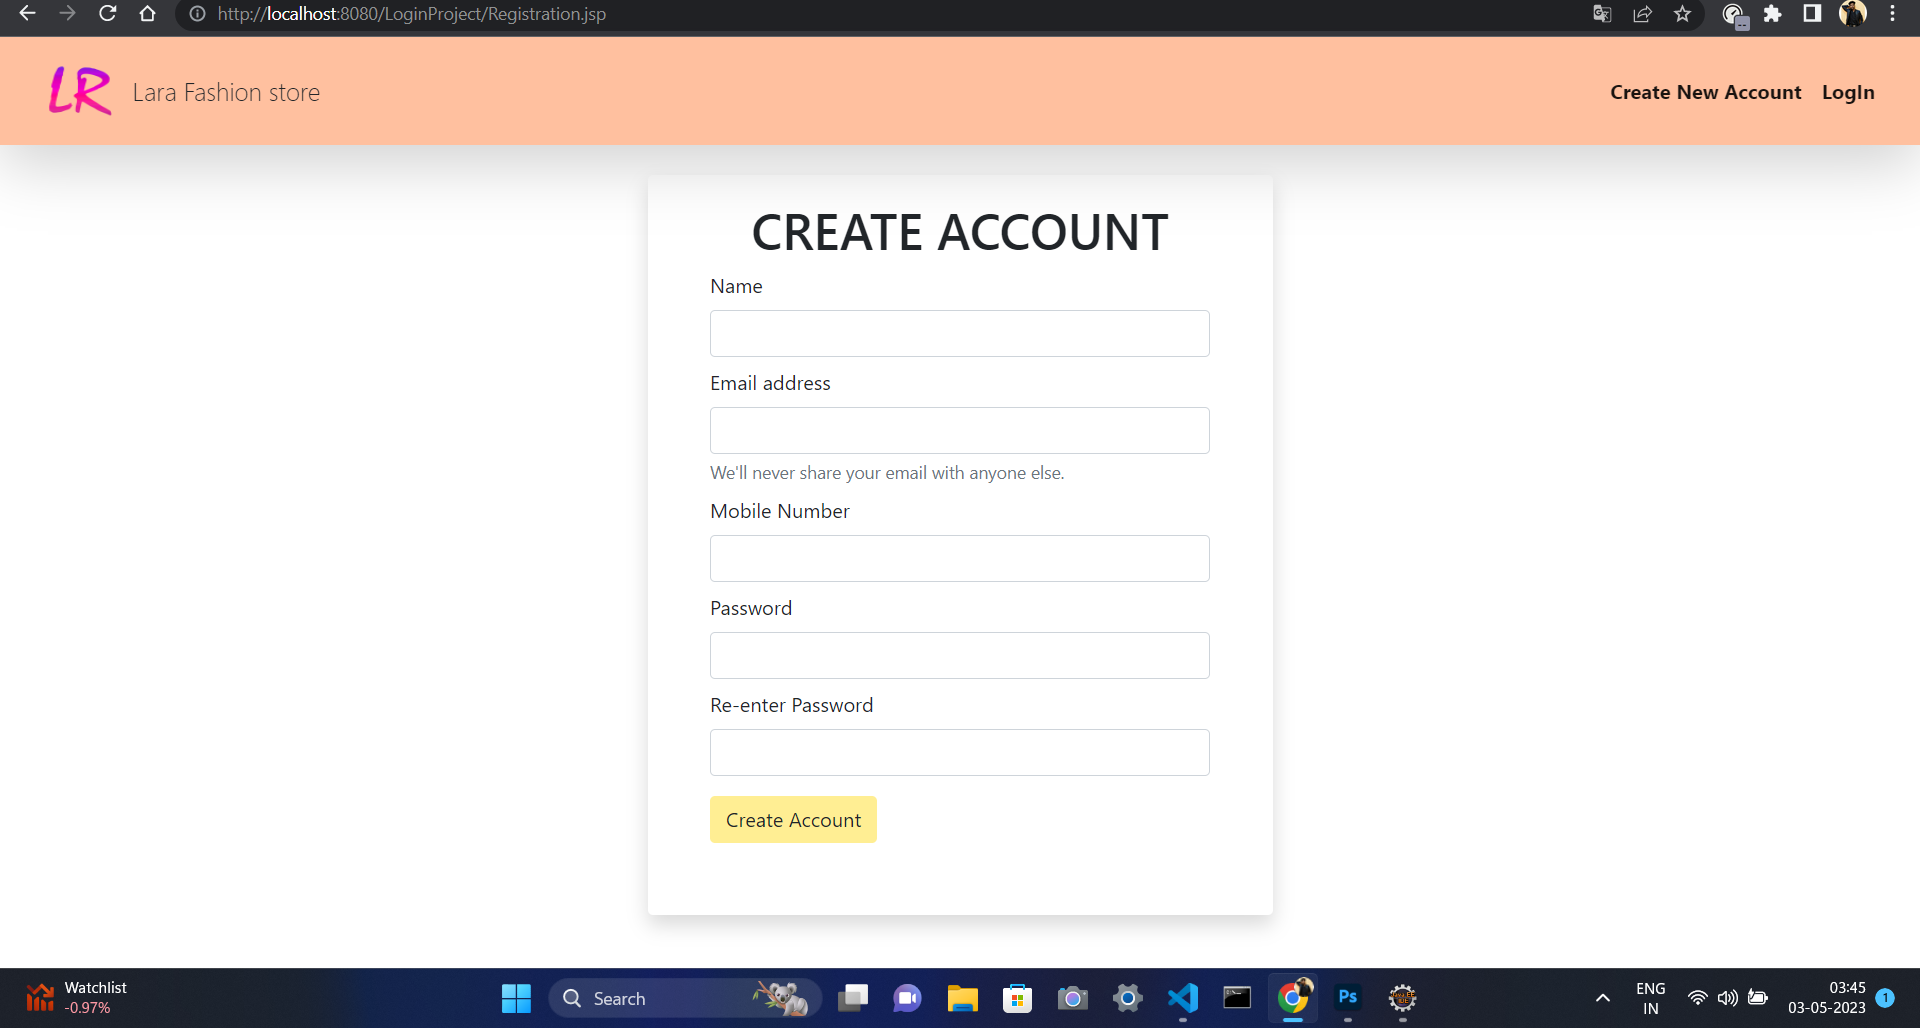 http://localhost:8080/LoginProject/Registration.jsp
LR Lara Fashion store
Create New Account LogIn
CREATE ACCOUNT
Name
Email address
We'll never share your email with anyone else.
Mobile Number
Password
Re-enter Password
Create Account
Watchlist
-0.97%
Search
Ps
ENG
IN
03:45
03-05-2023
1